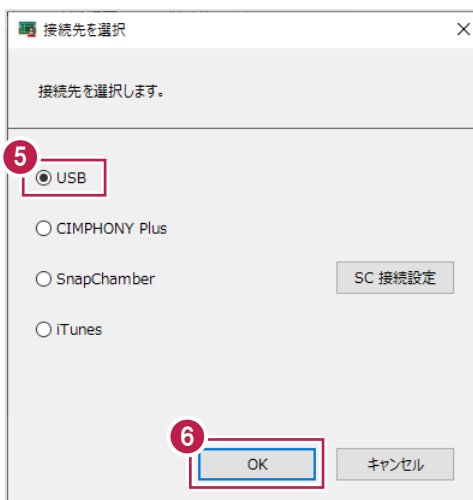 接続先を選択
接続先を選択します。
5
USB
CIMPHONY Plus
SnapChamber
SC 接続設定
iTunes
6
OK
キャンセル